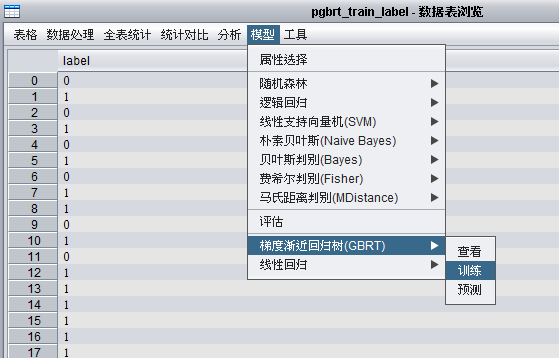 pgbrt_train_label - 数据表浏览
表格 数据处理 全表统计 统计对比 分析 模型 工具
label
0 0
1 1
2 0
3 1
4 0
5 1
6 0
7 1
8 1
9 0
10 1
11 0
12 1
13 1
14 1
15 1
16 1
17 1
属性选择
随机森林
逻辑回归
线性支持向量机(SVM)
朴素贝叶斯(Naive Bayes)
贝叶斯判别(Bayes)
费希尔判别(Fisher)
马氏距离判别(MDistance)
评估
梯度渐近回归树(GBRT)
线性回归
查看
训练
预测